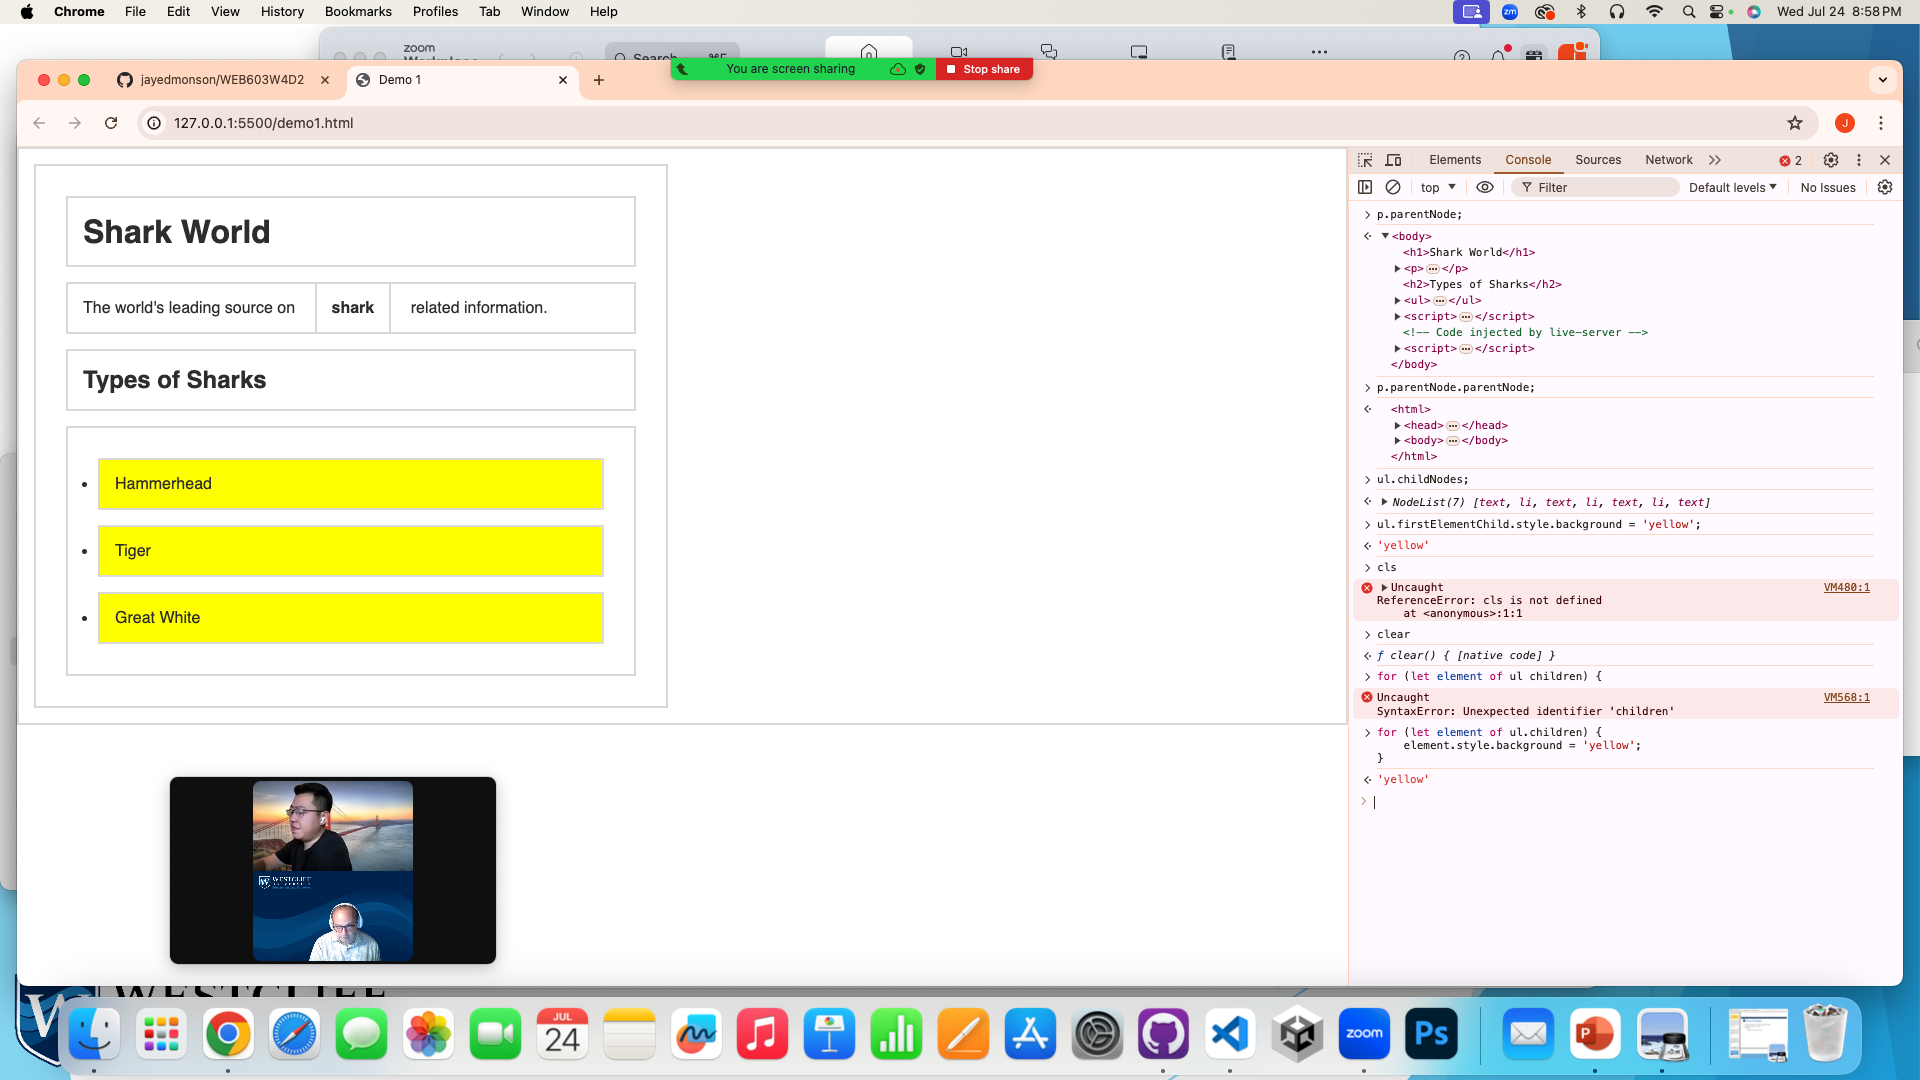 Chrome File Edit View History Bookmarks Profiles Tab Window Help
zm
Wed Jul 24 8:58 PM
zoom
Workplace
Search
⌘F
You are screen sharing
Stop share
jayedmonson/WEB603W4D2
Demo 1
127.0.0.1:5500/demo1.html
J
Shark World
The world's leading source on shark related information.
Types of Sharks
Hammerhead
Tiger
Great White
Elements Console Sources Network
2
top
Filter
Default levels
No Issues
p.parentNode;
<body>
<h1>Shark World</h1>
<p>…</p>
<h2>Types of Sharks</h2>
<ul>…</ul>
<script>…</script>
<!-- Code injected by live-server -->
<script>…</script>
</body>
p.parentNode.parentNode;
<html>
<head>…</head>
<body>…</body>
</html>
ul.childNodes;
NodeList(7) [text, li, text, li, text, li, text]
ul.firstElementChild.style.background = 'yellow';
'yellow'
cls
Uncaught VM480:1
ReferenceError: cls is not defined
at <anonymous>:1:1
clear
ƒ clear() { [native code] }
for (let element of ul children) {
Uncaught VM568:1
SyntaxError: Unexpected identifier 'children'
for (let element of ul.children) {
element.style.background = 'yellow';
}
'yellow'
WESTCLIFF
WESTCLIFF
JUL
24
zoom
Ps
P